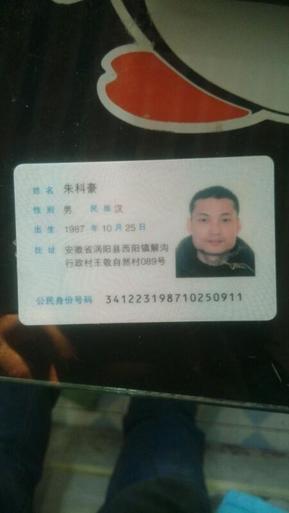 姓名 朱科豪
性别 男 民族 汉
出生 1987 年 10 月 25 日
住址 安徽省涡阳县西阳镇解沟
行政村王敬自然村089号
公民身份号码 341223198710250911